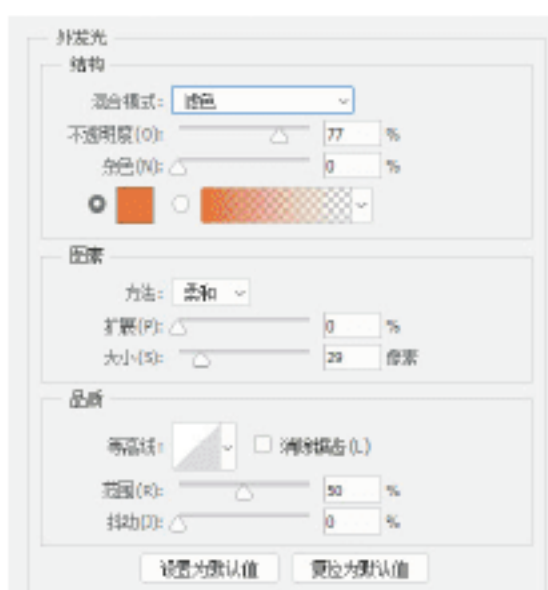 外发光
结构
混合模式: 滤色
不透明度(O): 77 %
杂色(N): 0 %
图素
方法: 柔和
扩展(P): 0 %
大小(S): 29 像素
品质
等高线: 消除锯齿(L)
范围(R): 50 %
抖动(J): 0 %
设置为默认值 复位为默认值